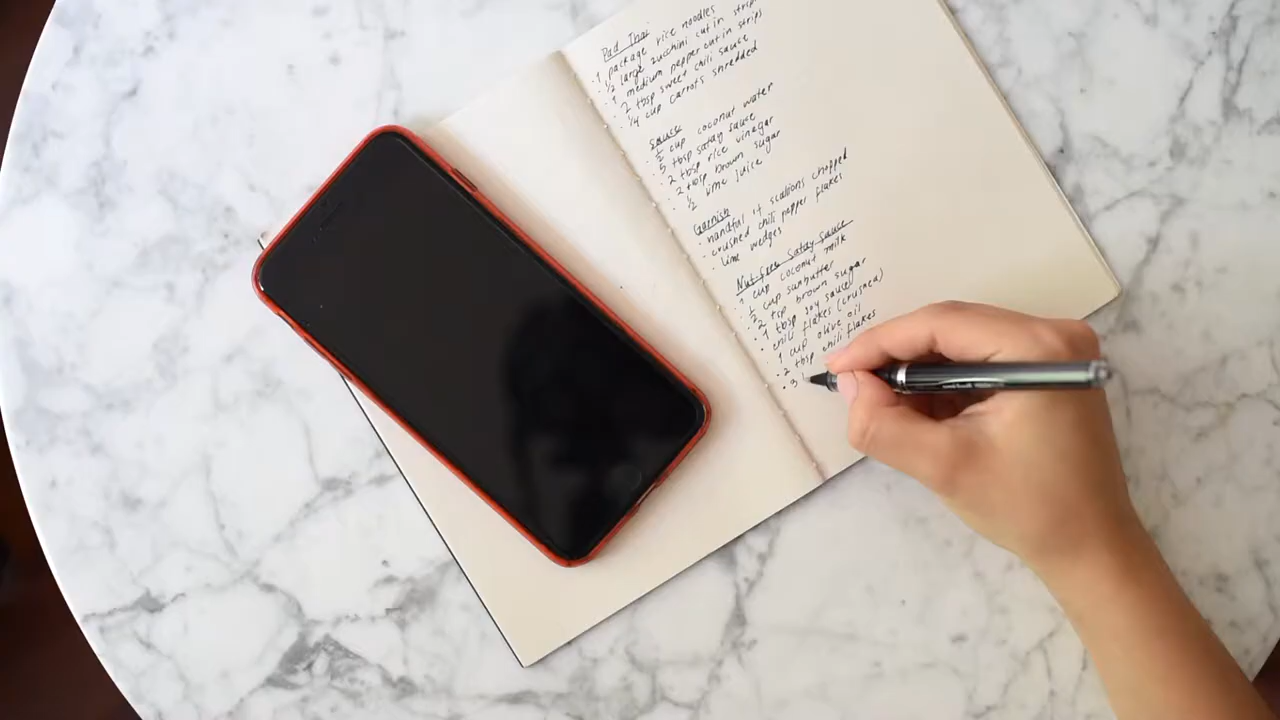 Pad Thai
· 1 package rice noodles
· 1/2 large zucchini cut in strips
· 1 medium pepper cut in strips
· 2 tbsp sweet chili sauce
· 1/4 cup carrots shredded
Sauce
· 1/2 cup coconut water
· 5 tbsp satay sauce
· 2 tbsp rice vinegar
· 2 tbsp brown sugar
· 1/2 lime juice
Garnish
· handful of scallions chopped
· crushed chili pepper flakes
· lime wedges
Nut-free Satay Sauce
· 1 cup coconut milk
· 1/2 cup sunbutter
· 2 tsp brown sugar
· 1 tbsp soy sauce
· chili flakes (crushed)
· 1 cup olive oil
· 2 tbsp chili flakes
· 3